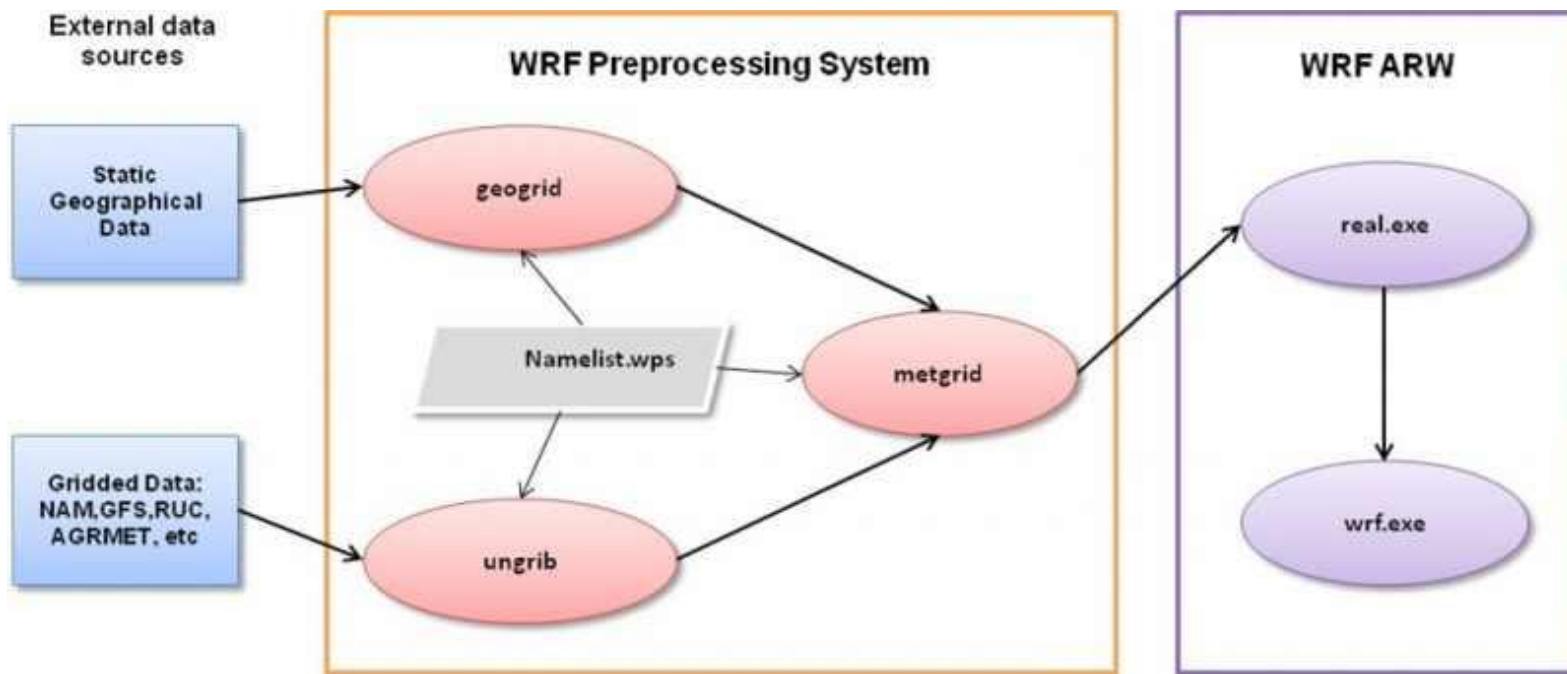 External data
sources
WRF Preprocessing System
WRF ARW
Static
Geographical
Data
geogrid
real.exe
Namelist.wps
metgrid
Gridded Data:
NAM,GFS,RUC,
AGRMET, etc
ungrib
wrf.exe